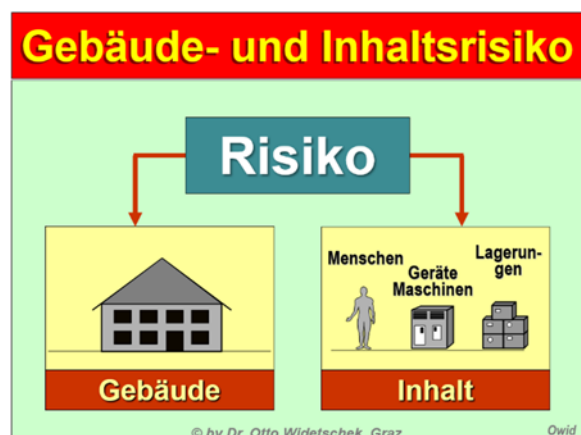 Gebäude- und Inhaltsrisiko
Risiko
Menschen
Geräte
Maschinen
Lagerun-
gen
Gebäude
Inhalt
© by Dr. Otto Widetschek, Graz
Owid